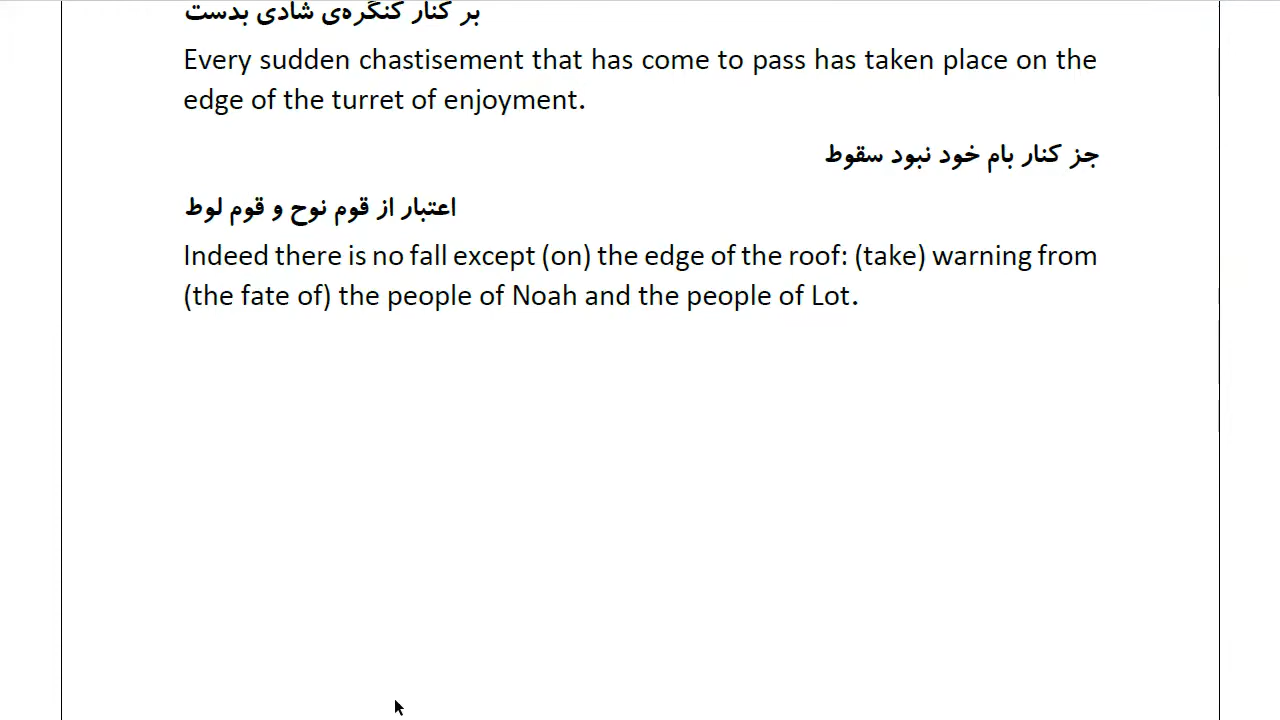 بر کنار کنگره‌ی شادی بدست
Every sudden chastisement that has come to pass has taken place on the
edge of the turret of enjoyment.
جز کنار بام خود نبود سقوط
اعتبار از قوم نوح و قوم لوط
Indeed there is no fall except (on) the edge of the roof: (take) warning from
(the fate of) the people of Noah and the people of Lot.